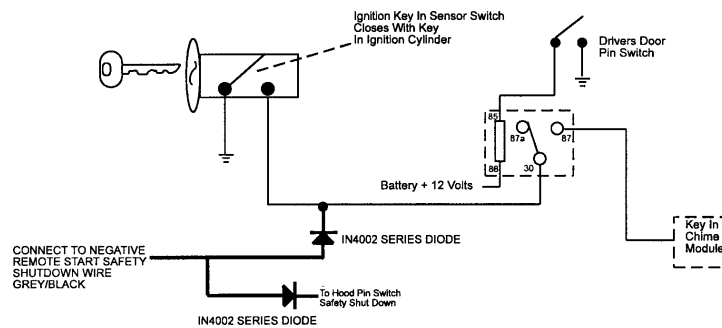 Ignition Key In Sensor Switch
Closes With Key
In Ignition Cylinder
Drivers Door
Pin Switch
85
87a
87
86
30
Battery + 12 Volts
Key In
Chime
Module
IN4002 SERIES DIODE
CONNECT TO NEGATIVE
REMOTE START SAFETY
SHUTDOWN WIRE
GREY/BLACK
To Hood Pin Switch
Safety Shut Down
IN4002 SERIES DIODE